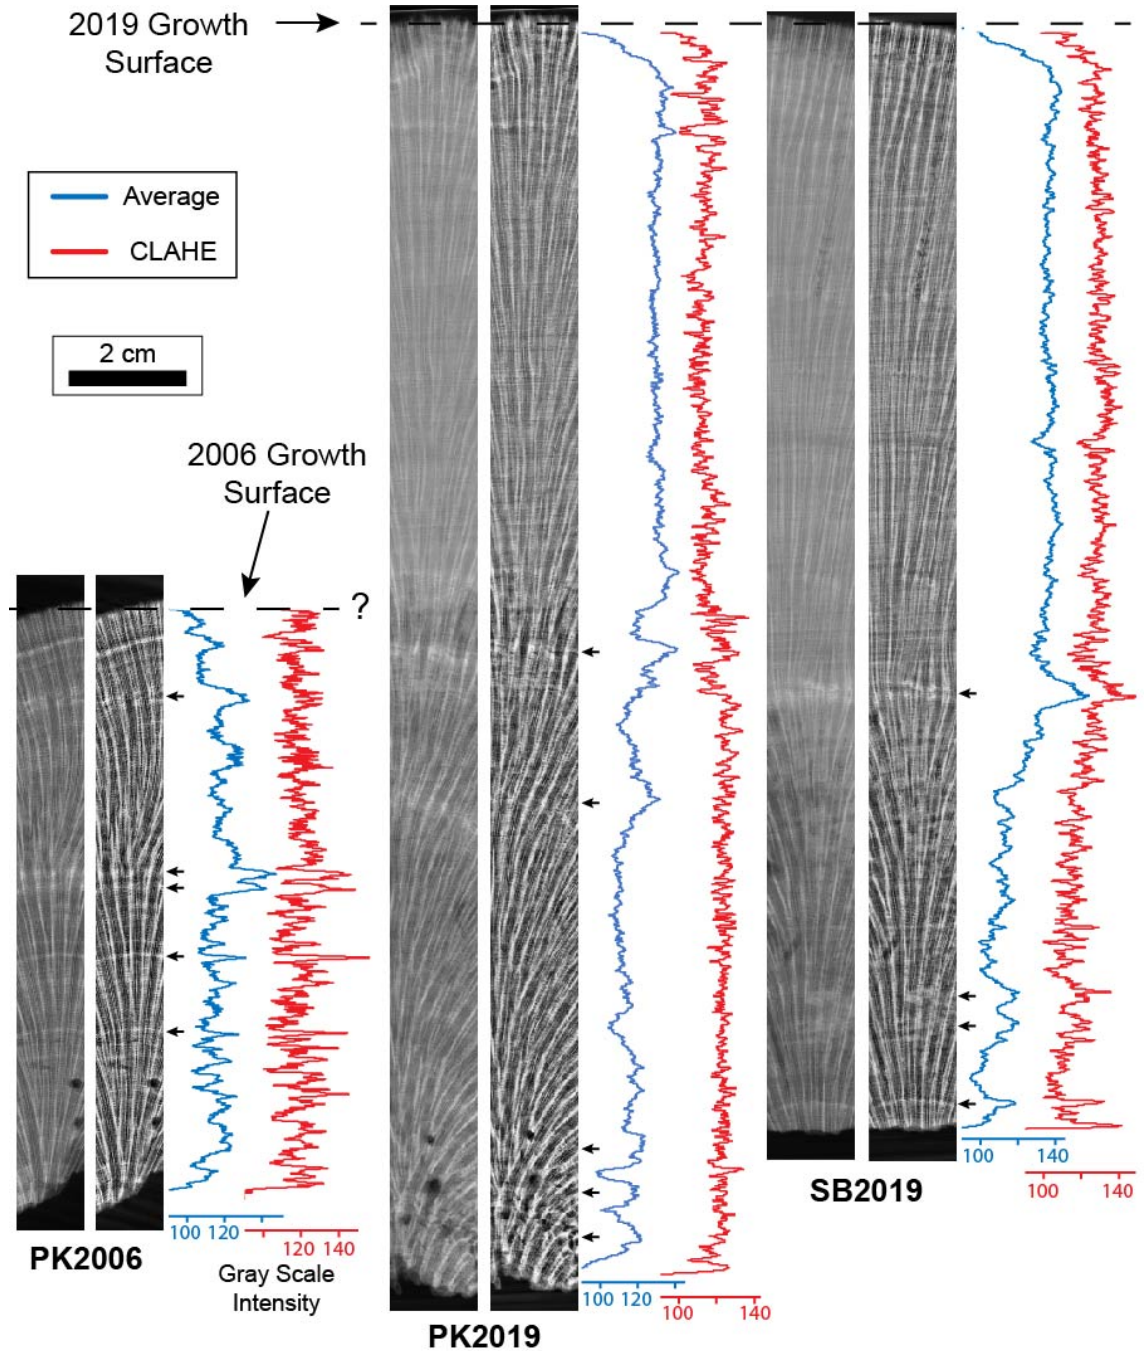 2019 Growth
Surface
Average
CLAHE
2 cm
2006 Growth
Surface
?
100 120
120 140
PK2006
Gray Scale
Intensity
100 120
100 140
PK2019
100 140
100 140
SB2019